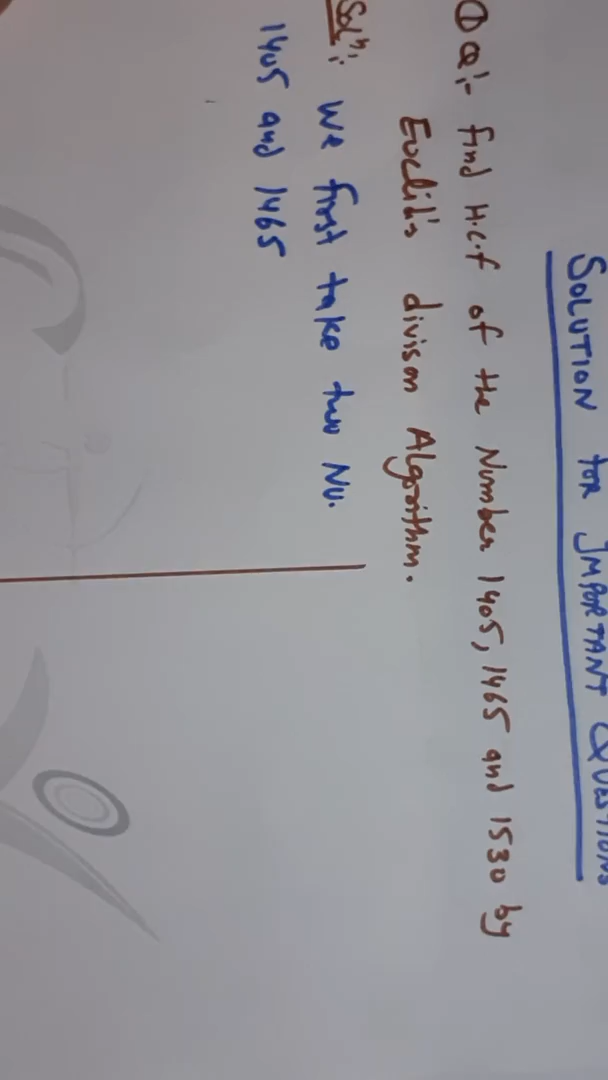 SOLUTION FOR IMPORTANT QUESTIONS
① Q:- find H.C.f of the Number 1405, 1465 and 1530 by
Euclid's divison Algorithm.
Solⁿ:- We first take two No.
1405 and 1465